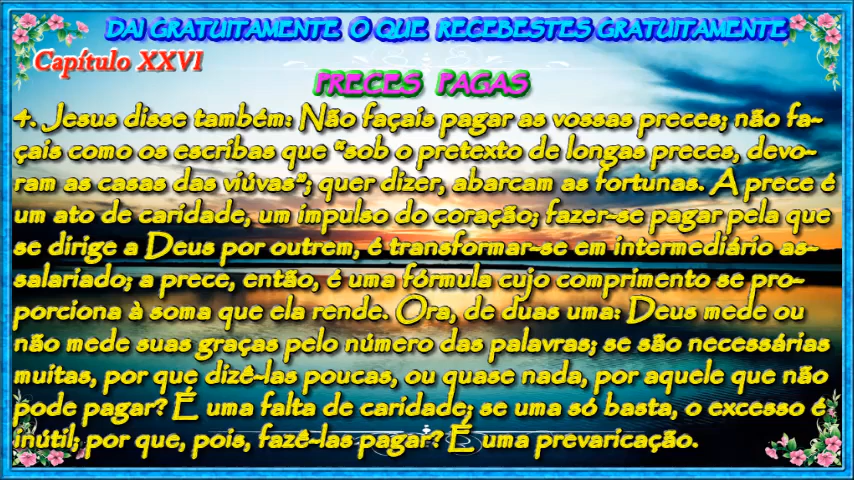 DAI GRATUITAMENTE O QUE RECEBESTES GRATUITAMENTE
Capítulo XXVI
PRECES PAGAS
4. Jesus disse também: Não façais pagar as vossas preces; não fa-
çais como os escribas que "sob o pretexto de longas preces, devo-
ram as casas das viúvas"; quer dizer, abarcam as fortunas. A prece é
um ato de caridade, um impulso do coração; fazer-se pagar pela que
se dirige a Deus por outrem, é transformar-se em intermediário as-
salariado; a prece, então, é uma fórmula cujo comprimento se pro-
porciona à soma que ela rende. Ora, de duas uma: Deus mede ou
não mede suas graças pelo número das palavras; se são necessárias
muitas, por que dizê-las poucas, ou quase nada, por aquele que não
pode pagar? É uma falta de caridade; se uma só basta, o excesso é
inútil; por que, pois, fazê-las pagar? É uma prevaricação.